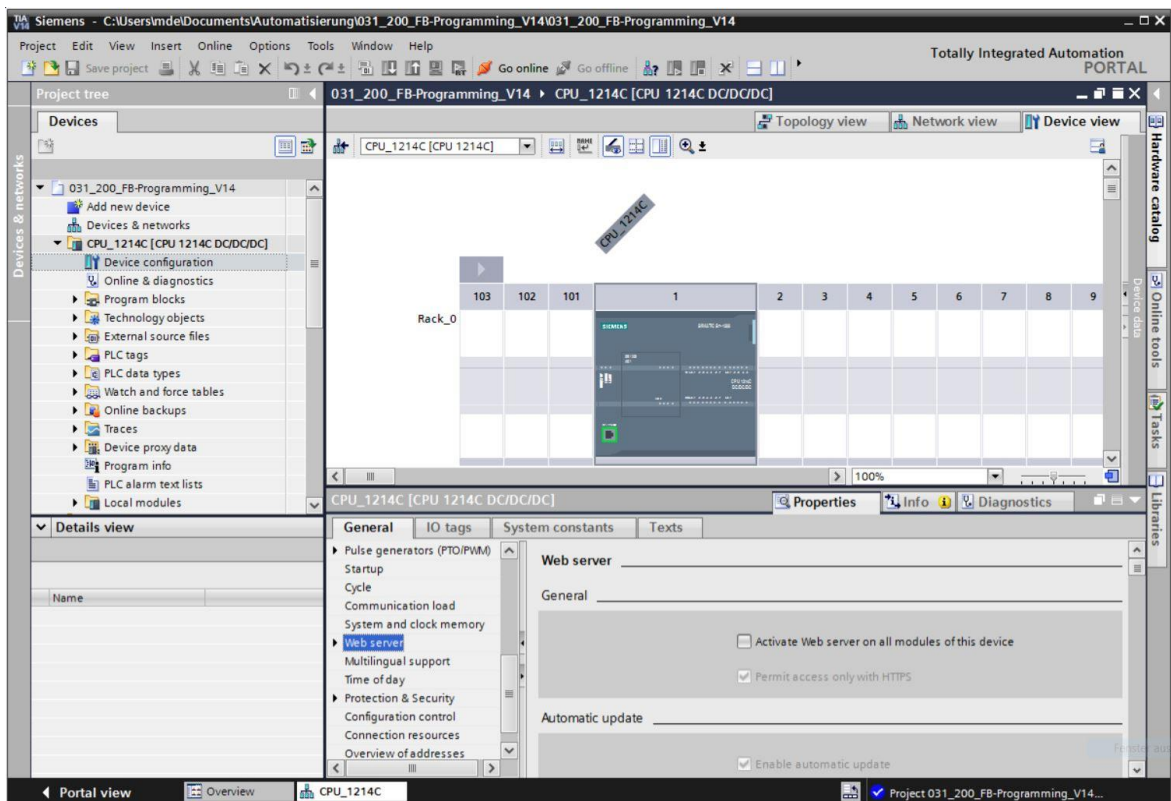 Siemens - C:\Users\mde\Documents\Automatisierung\031_200_FB-Programming_V14\031_200_FB-Programming_V14
Project Edit View Insert Online Options Tools Window Help
Totally Integrated Automation
PORTAL
Save project Go online Go offline
Project tree
031_200_FB-Programming_V14 CPU_1214C [CPU 1214C DC/DC/DC]
Devices
Topology view Network view Device view
CPU_1214C [CPU 1214C]
Devices & networks
031_200_FB-Programming_V14
Add new device
Devices & networks
CPU_1214C [CPU 1214C DC/DC/DC]
Device configuration
Online & diagnostics
Program blocks
Technology objects
External source files
PLC tags
PLC data types
Watch and force tables
Online backups
Traces
Device proxy data
Program info
PLC alarm text lists
Local modules
CPU_1214C
103 102 101 1 2 3 4 5 6 7 8 9
Rack_0
SIEMENS
Device data
100%
Hardware catalog
Online tools
Tasks
Libraries
Details view
Name
CPU_1214C [CPU 1214C DC/DC/DC]
Properties Info Diagnostics
General IO tags System constants Texts
Pulse generators (PTO/PWM)
Startup
Cycle
Communication load
System and clock memory
Web server
Multilingual support
Time of day
Protection & Security
Configuration control
Connection resources
Overview of addresses
Web server
General
Activate Web server on all modules of this device
Permit access only with HTTPS
Automatic update
Enable automatic update
Portal view Overview CPU_1214C
Project 031_200_FB-Programming_V14...